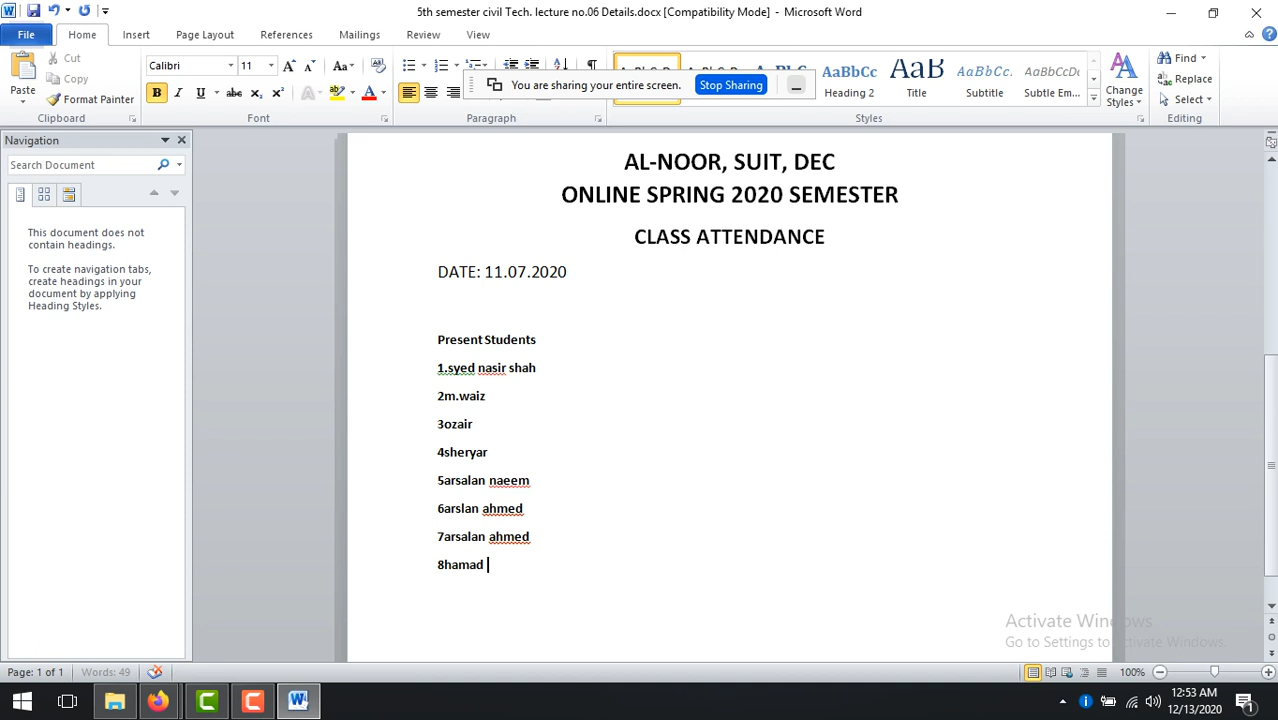 5th semester civil Tech. lecture no.06 Details.docx [Compatibility Mode] - Microsoft Word
File Home Insert Page Layout References Mailings Review View
Paste
Cut
Copy
Format Painter
Clipboard
Calibri 11
Font
Paragraph
You are sharing your entire screen. Stop Sharing
Heading 2
Title
Subtitle
Subtle Em...
Styles
Change Styles
Find
Replace
Select
Editing
Navigation
Search Document
This document does not
contain headings.
To create navigation tabs,
create headings in your
document by applying
Heading Styles.
AL-NOOR, SUIT, DEC
ONLINE SPRING 2020 SEMESTER
CLASS ATTENDANCE
DATE: 11.07.2020
Present Students
1.syed nasir shah
2m.waiz
3ozair
4sheryar
5arsalan naeem
6arslan ahmed
7arsalan ahmed
8hamad
Activate Windows
Go to Settings to activate Windows.
Page: 1 of 1 Words: 49 100%
12:53 AM
12/13/2020